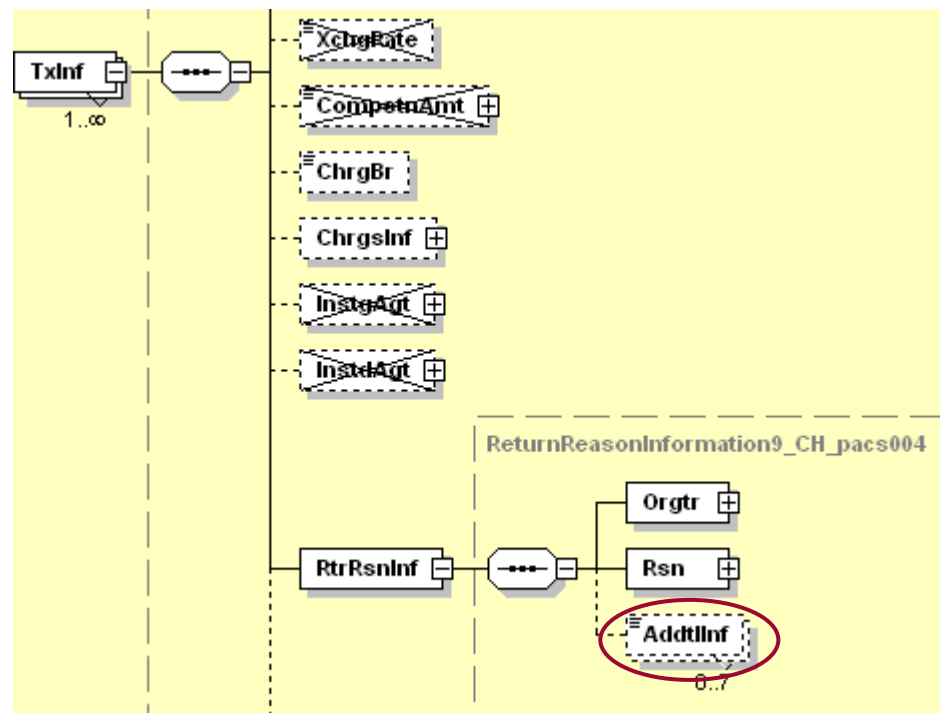 XchgRate
TxInf
1..∞
CompstnAmt
ChrgBr
ChrgsInf
InstgAgt
InstdAgt
ReturnReasonInformation9_CH_pacs004
Orgtr
RtrRsnInf
Rsn
AddtlInf
0..7